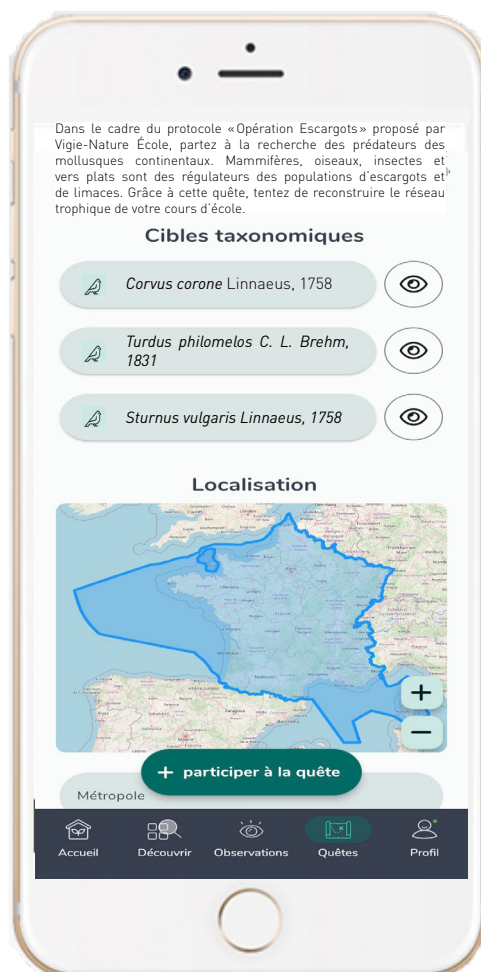 Dans le cadre du protocole «Opération Escargots» proposé par
Vigie-Nature École, partez à la recherche des prédateurs des
mollusques continentaux. Mammifères, oiseaux, insectes et
vers plats sont des régulateurs des populations d'escargots et
de limaces. Grâce à cette quête, tentez de reconstruire le réseau
trophique de votre cours d'école.
Cibles taxonomiques
Corvus corone Linnaeus, 1758
Turdus philomelos C. L. Brehm,
1831
Sturnus vulgaris Linnaeus, 1758
Localisation
+
−
+ participer à la quête
Métropole
Accueil Découvrir Observations Quêtes Profil